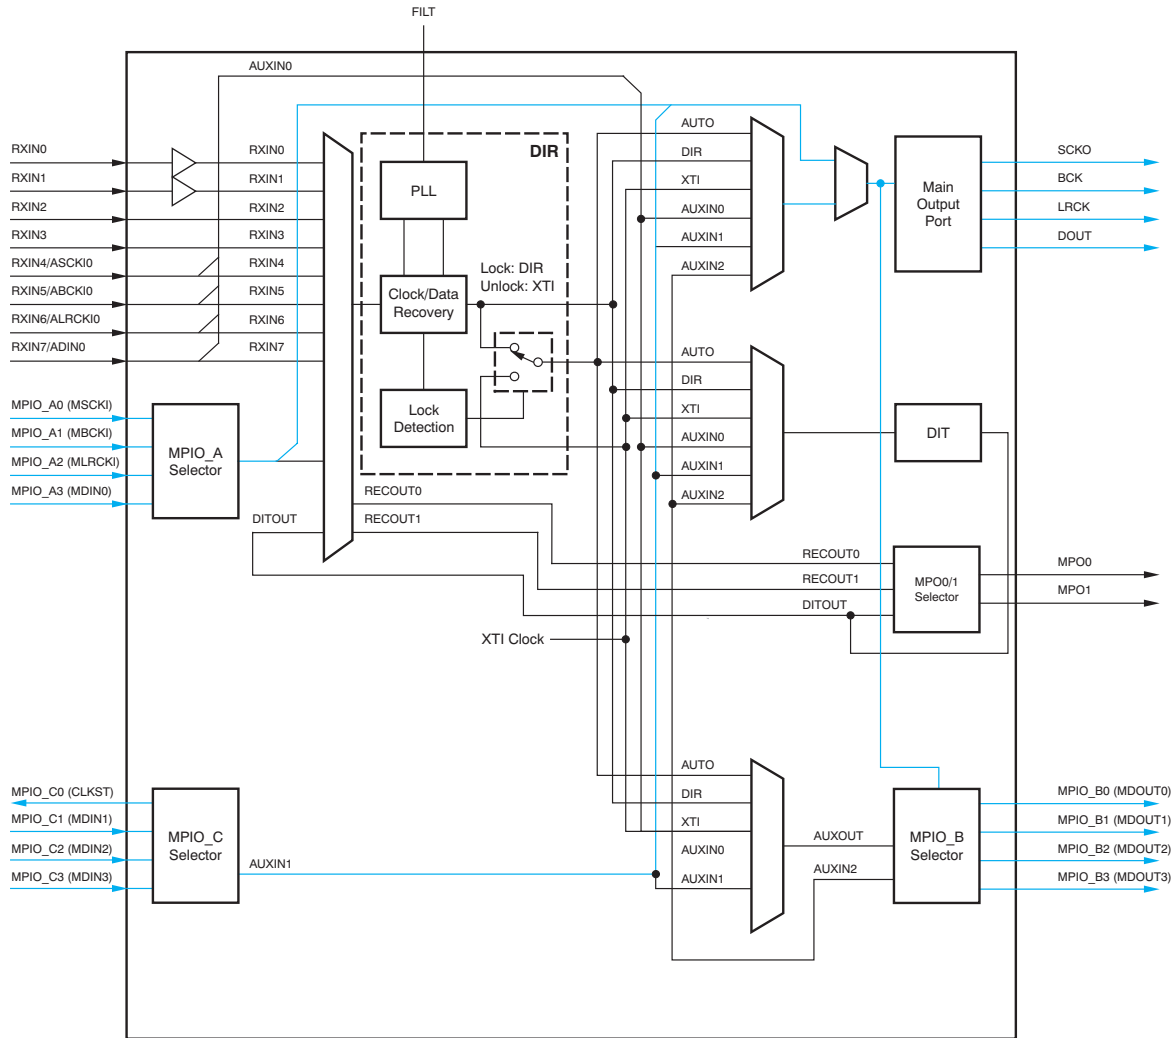 FILT
AUXIN0
RXIN0
RXIN1
RXIN2
RXIN3
RXIN4/ASCKI0
RXIN5/ABCKI0
RXIN6/ALRCKI0
RXIN7/ADIN0
RXIN0
RXIN1
RXIN2
RXIN3
RXIN4
RXIN5
RXIN6
RXIN7
MPIO_A0 (MSCKI)
MPIO_A1 (MBCKI)
MPIO_A2 (MLRCKI)
MPIO_A3 (MDIN0)
MPIO_A
Selector
DITOUT
DIR
PLL
Clock/Data
Recovery
Lock: DIR
Unlock: XTI
Lock
Detection
RECOUT0
RECOUT1
AUTO
DIR
XTI
AUXIN0
AUXIN1
AUXIN2
Main
Output
Port
SCKO
BCK
LRCK
DOUT
AUTO
DIR
XTI
AUXIN0
AUXIN1
AUXIN2
DIT
RECOUT0
RECOUT1
DITOUT
MPO0/1
Selector
MPO0
MPO1
XTI Clock
MPIO_C0 (CLKST)
MPIO_C1 (MDIN1)
MPIO_C2 (MDIN2)
MPIO_C3 (MDIN3)
MPIO_C
Selector
AUXIN1
AUTO
DIR
XTI
AUXIN0
AUXIN1
AUXOUT
AUXIN2
MPIO_B
Selector
MPIO_B0 (MDOUT0)
MPIO_B1 (MDOUT1)
MPIO_B2 (MDOUT2)
MPIO_B3 (MDOUT3)